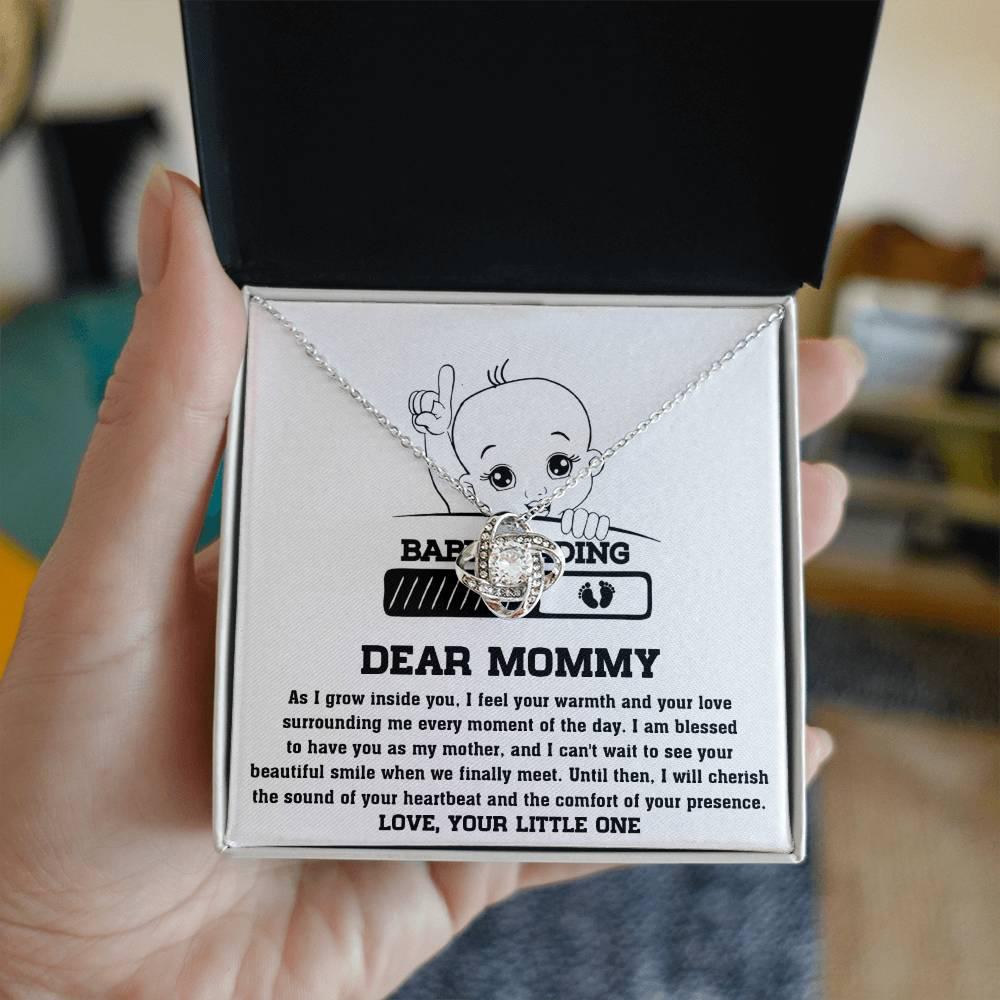 BABY DING
DEAR MOMMY
As I grow inside you, I feel your warmth and your love
surrounding me every moment of the day. I am blessed
to have you as my mother, and I can't wait to see your
beautiful smile when we finally meet. Until then, I will cherish
the sound of your heartbeat and the comfort of your presence.
LOVE, YOUR LITTLE ONE